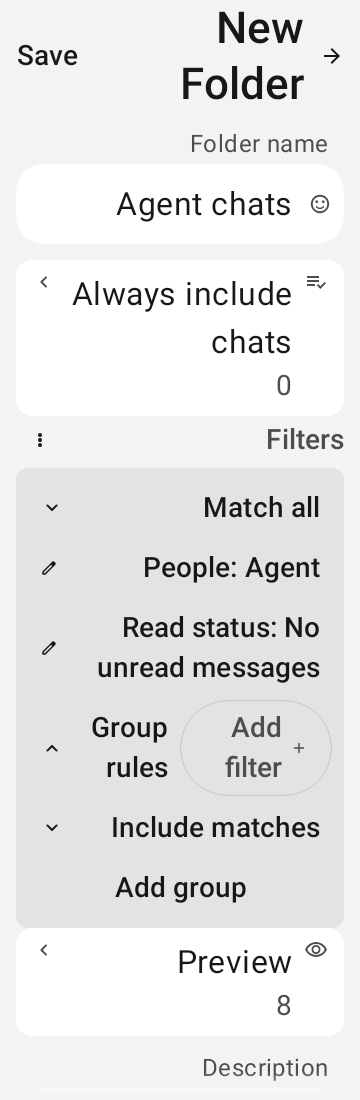 New
Folder
Save
Folder name
Agent chats
Always include
chats
0
Filters
Match all
People: Agent
Read status: No
unread messages
Group
rules
Add
filter
Include matches
Add group
Preview
8
Description